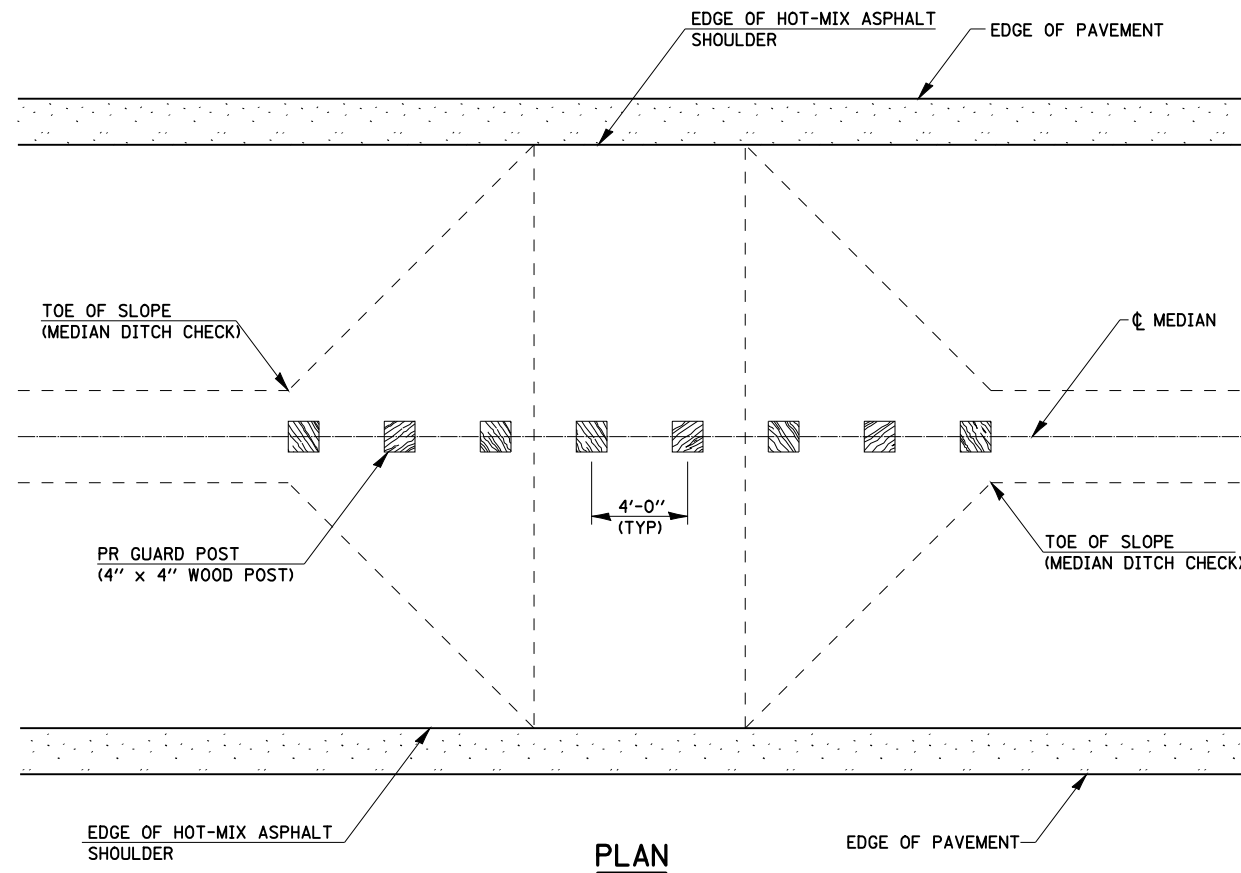 EDGE OF HOT-MIX ASPHALT
SHOULDER
EDGE OF PAVEMENT
TOE OF SLOPE
(MEDIAN DITCH CHECK)
℄ MEDIAN
4'-0"
(TYP)
PR GUARD POST
(4" x 4" WOOD POST)
TOE OF SLOPE
(MEDIAN DITCH CHECK)
EDGE OF HOT-MIX ASPHALT
SHOULDER
EDGE OF PAVEMENT
PLAN